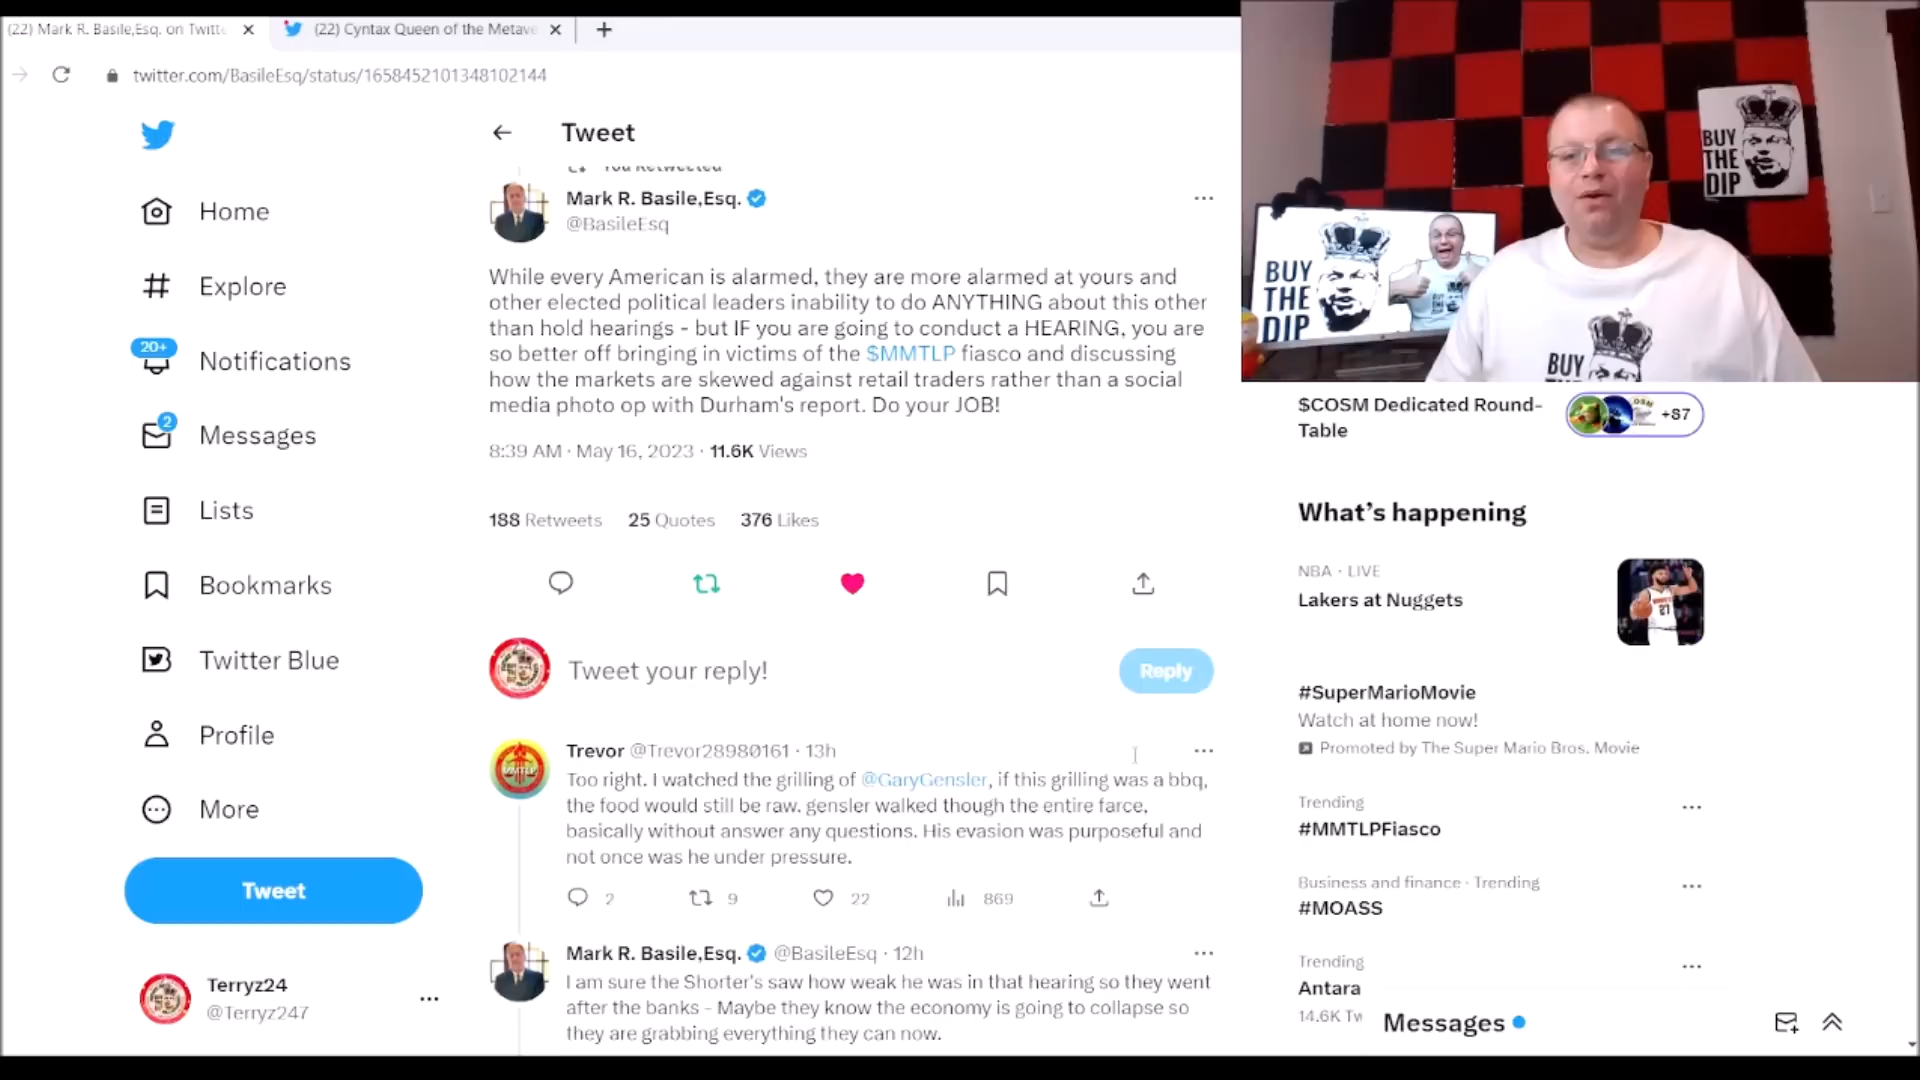 (22) Mark R. Basile,Esq. on Twitt
(22) Cyntax Queen of the Metave
twitter.com/BasileEsq/status/1658452101348102144
Home
Explore
20+
Notifications
2
Messages
Lists
Bookmarks
Twitter Blue
Profile
More
Tweet
Terryz24
@Terryz247
Tweet
You Retweeted
Mark R. Basile,Esq.
@BasileEsq
While every American is alarmed, they are more alarmed at yours and
other elected political leaders inability to do ANYTHING about this other
than hold hearings - but IF you are going to conduct a HEARING, you are
so better off bringing in victims of the $MMTLP fiasco and discussing
how the markets are skewed against retail traders rather than a social
media photo op with Durham's report. Do your JOB!
8:39 AM · May 16, 2023 · 11.6K Views
188 Retweets 25 Quotes 376 Likes
Tweet your reply!
Reply
Trevor @Trevor28980161 · 13h
Too right. I watched the grilling of @GaryGensler, if this grilling was a bbq,
the food would still be raw. gensler walked though the entire farce,
basically without answer any questions. His evasion was purposeful and
not once was he under pressure.
2 9 22 869
Mark R. Basile,Esq. @BasileEsq · 12h
I am sure the Shorter's saw how weak he was in that hearing so they went
after the banks - Maybe they know the economy is going to collapse so
they are grabbing everything they can now.
BUY
THE
DIP
BUY
THE
DIP
BUY
$COSM Dedicated Round-
Table
+87
What's happening
NBA · LIVE
Lakers at Nuggets
27
#SuperMarioMovie
Watch at home now!
Promoted by The Super Mario Bros. Movie
Trending
#MMTLPFiasco
Business and finance · Trending
#MOASS
Trending
Antara
14.6K Tw
Messages